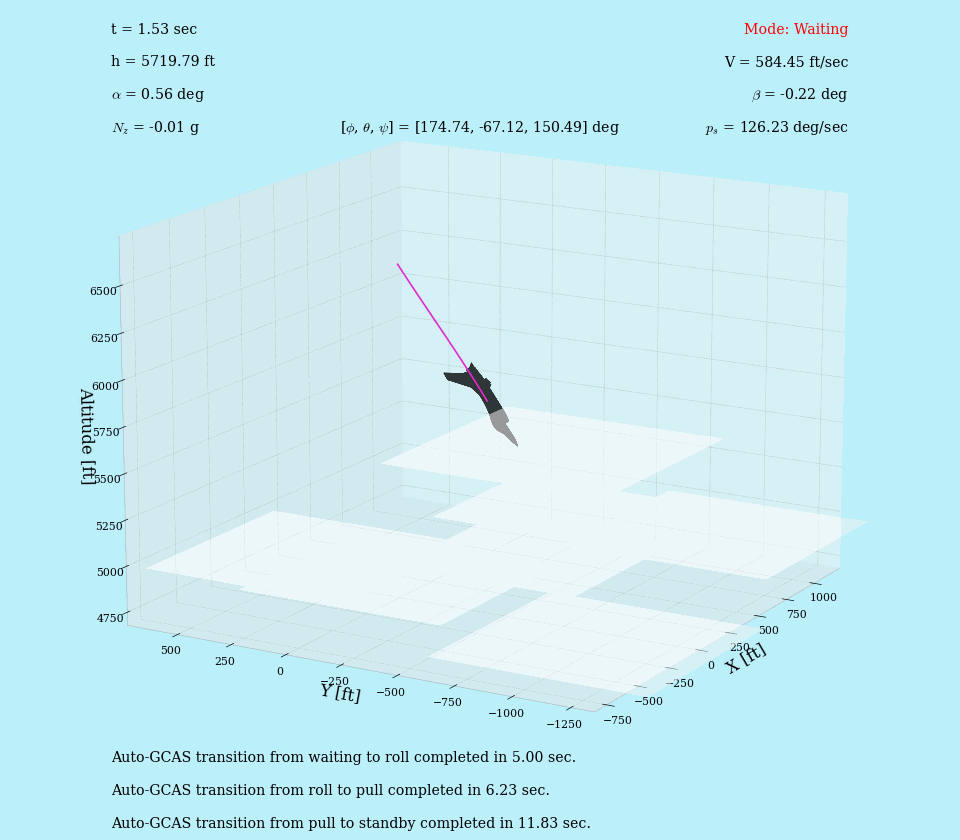 t = 1.53 sec
Mode: Waiting
h = 5719.79 ft
V = 584.45 ft/sec
α = 0.56 deg
β = -0.22 deg
N_z = -0.01 g
[ϕ, θ, ψ] = [174.74, -67.12, 150.49] deg
p_s = 126.23 deg/sec
6500
6250
6000
5750
5500
5250
5000
4750
Altitude [ft]
500
250
0
−250
−500
−750
−1000
−1250
Y [ft]
1000
750
500
250
0
−250
−500
−750
X [ft]
Auto-GCAS transition from waiting to roll completed in 5.00 sec.
Auto-GCAS transition from roll to pull completed in 6.23 sec.
Auto-GCAS transition from pull to standby completed in 11.83 sec.